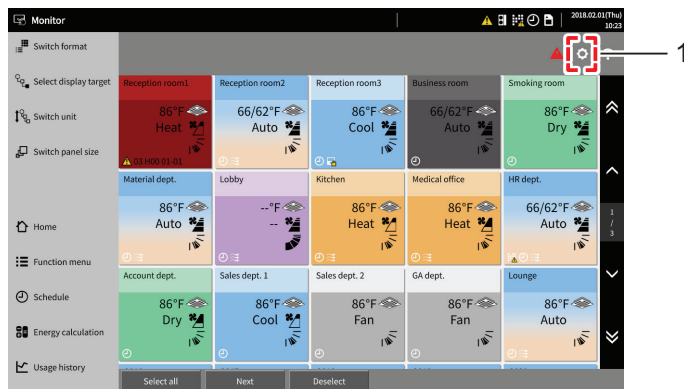 Monitor
2018.02.01(Thu)
10:23
1
Switch format
Select display target
Switch unit
Switch panel size
Home
Function menu
Schedule
Energy calculation
Usage history
Reception room1
86°F
Heat
03 H00 01-01
Reception room2
66/62°F
Auto
Reception room3
86°F
Cool
Business room
66/62°F
Auto
Smoking room
86°F
Dry
Material dept.
86°F
Auto
Lobby
--°F
--
Kitchen
86°F
Heat
Medical office
86°F
Heat
HR dept.
66/62°F
Auto
1
/
3
Account dept.
86°F
Dry
Sales dept. 1
86°F
Cool
Sales dept. 2
86°F
Fan
GA dept.
86°F
Fan
Lounge
86°F
Auto
Select all
Next
Deselect